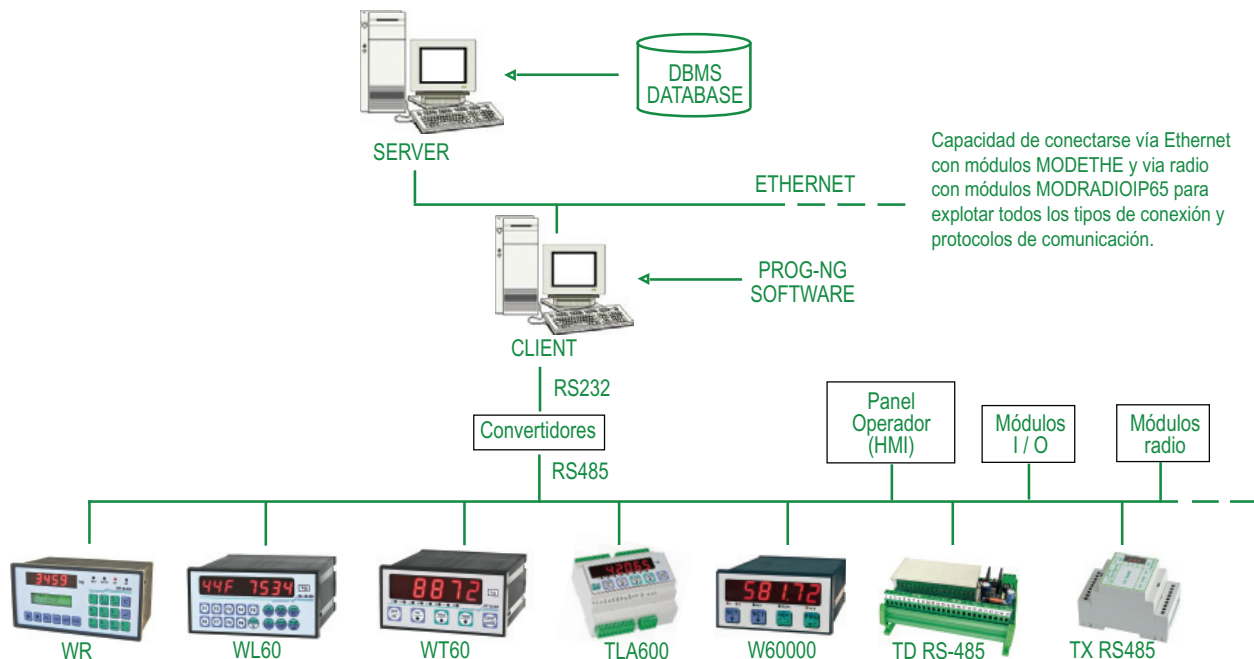 DBMS
DATABASE
SERVER
ETHERNET
Capacidad de conectarse vía Ethernet
con módulos MODETHE y via radio
con módulos MODRADIOIP65 para
explotar todos los tipos de conexión y
protocolos de comunicación.
PROG-NG
SOFTWARE
CLIENT
RS232
Convertidores
RS485
Panel
Operador
(HMI)
Módulos
I / O
Módulos
radio
3459
44F 7534
8872
42065
581.72
WR
WL60
WT60
TLA600
W60000
TD RS-485
TX RS485